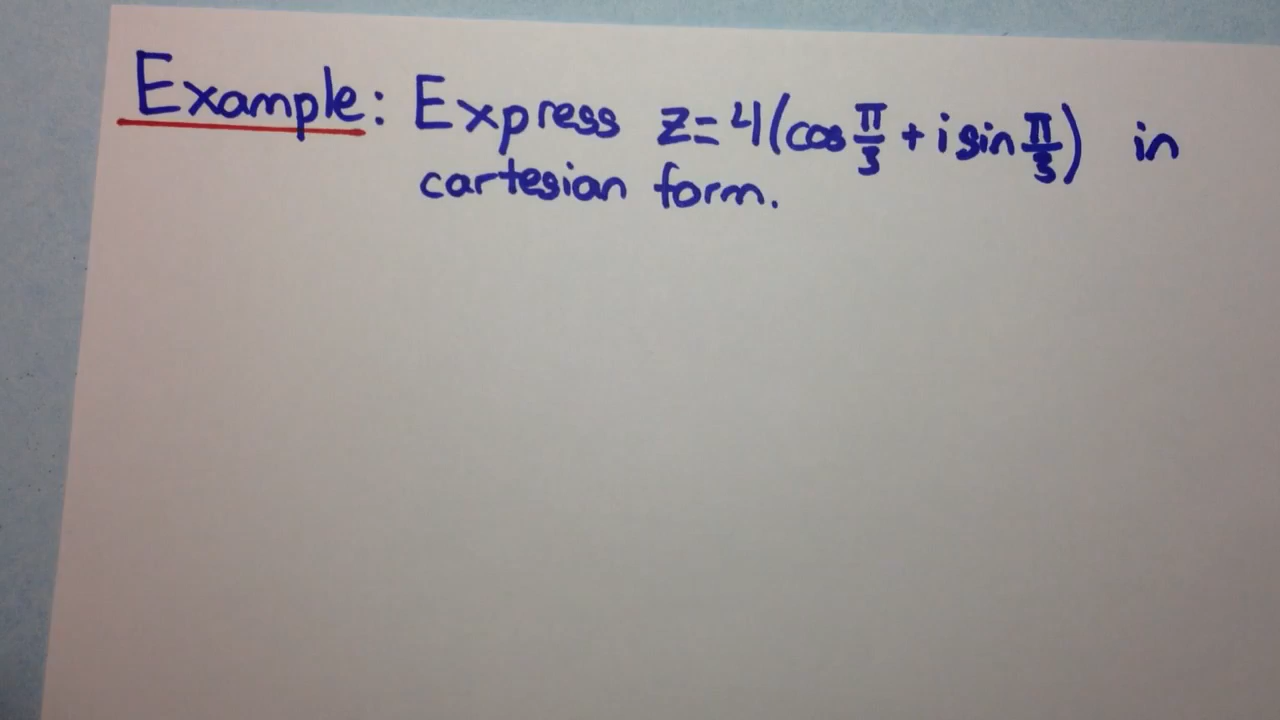 Example: Express z=4(cos π/3 + i sin π/3) in
cartesian form.